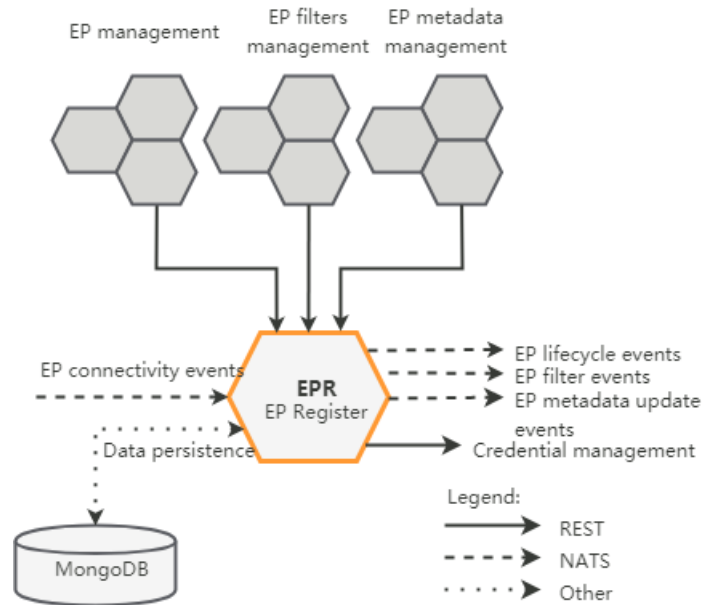 EP management
EP filters
management
EP metadata
management
EP connectivity events
EPR
EP Register
EP lifecycle events
EP filter events
EP metadata update
events
Data persistence
Credential management
MongoDB
Legend:
REST
NATS
Other